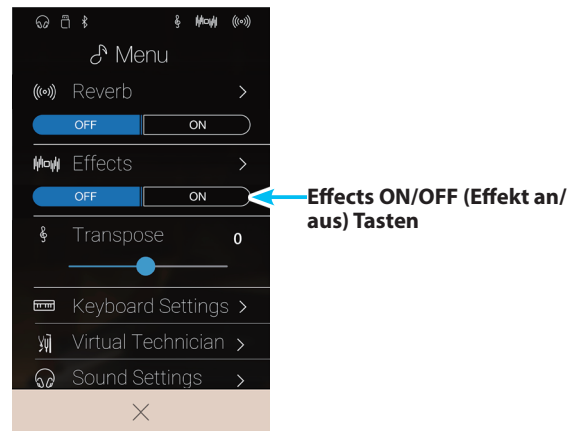 Menu
Reverb
OFF ON
Effects
OFF ON
Effects ON/OFF (Effekt an/
aus) Tasten
Transpose 0
Keyboard Settings
Virtual Technician
Sound Settings